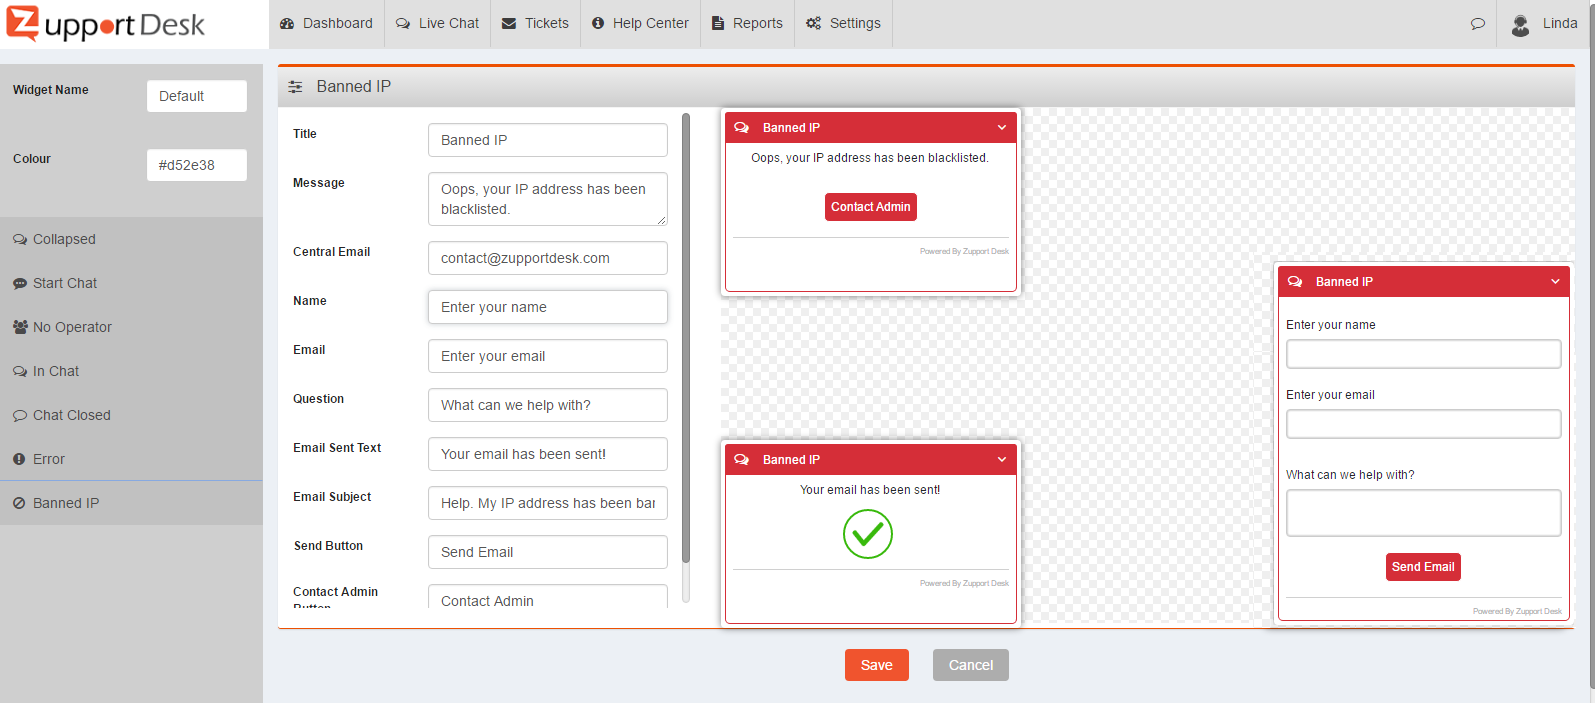 Zupport Desk
Dashboard
Live Chat
Tickets
Help Center
Reports
Settings
Linda
Widget Name
Default
Colour
#d52e38
Collapsed
Start Chat
No Operator
In Chat
Chat Closed
Error
Banned IP
Banned IP
Title
Banned IP
Message
Oops, your IP address has been
blacklisted.
Central Email
contact@zupportdesk.com
Name
Enter your name
Email
Enter your email
Question
What can we help with?
Email Sent Text
Your email has been sent!
Email Subject
Help. My IP address has been bar
Send Button
Send Email
Contact Admin
Button
Contact Admin
Banned IP
Oops, your IP address has been blacklisted.
Contact Admin
Powered By Zupport Desk
Banned IP
Your email has been sent!
Powered By Zupport Desk
Banned IP
Enter your name
Enter your email
What can we help with?
Send Email
Powered By Zupport Desk
Save
Cancel